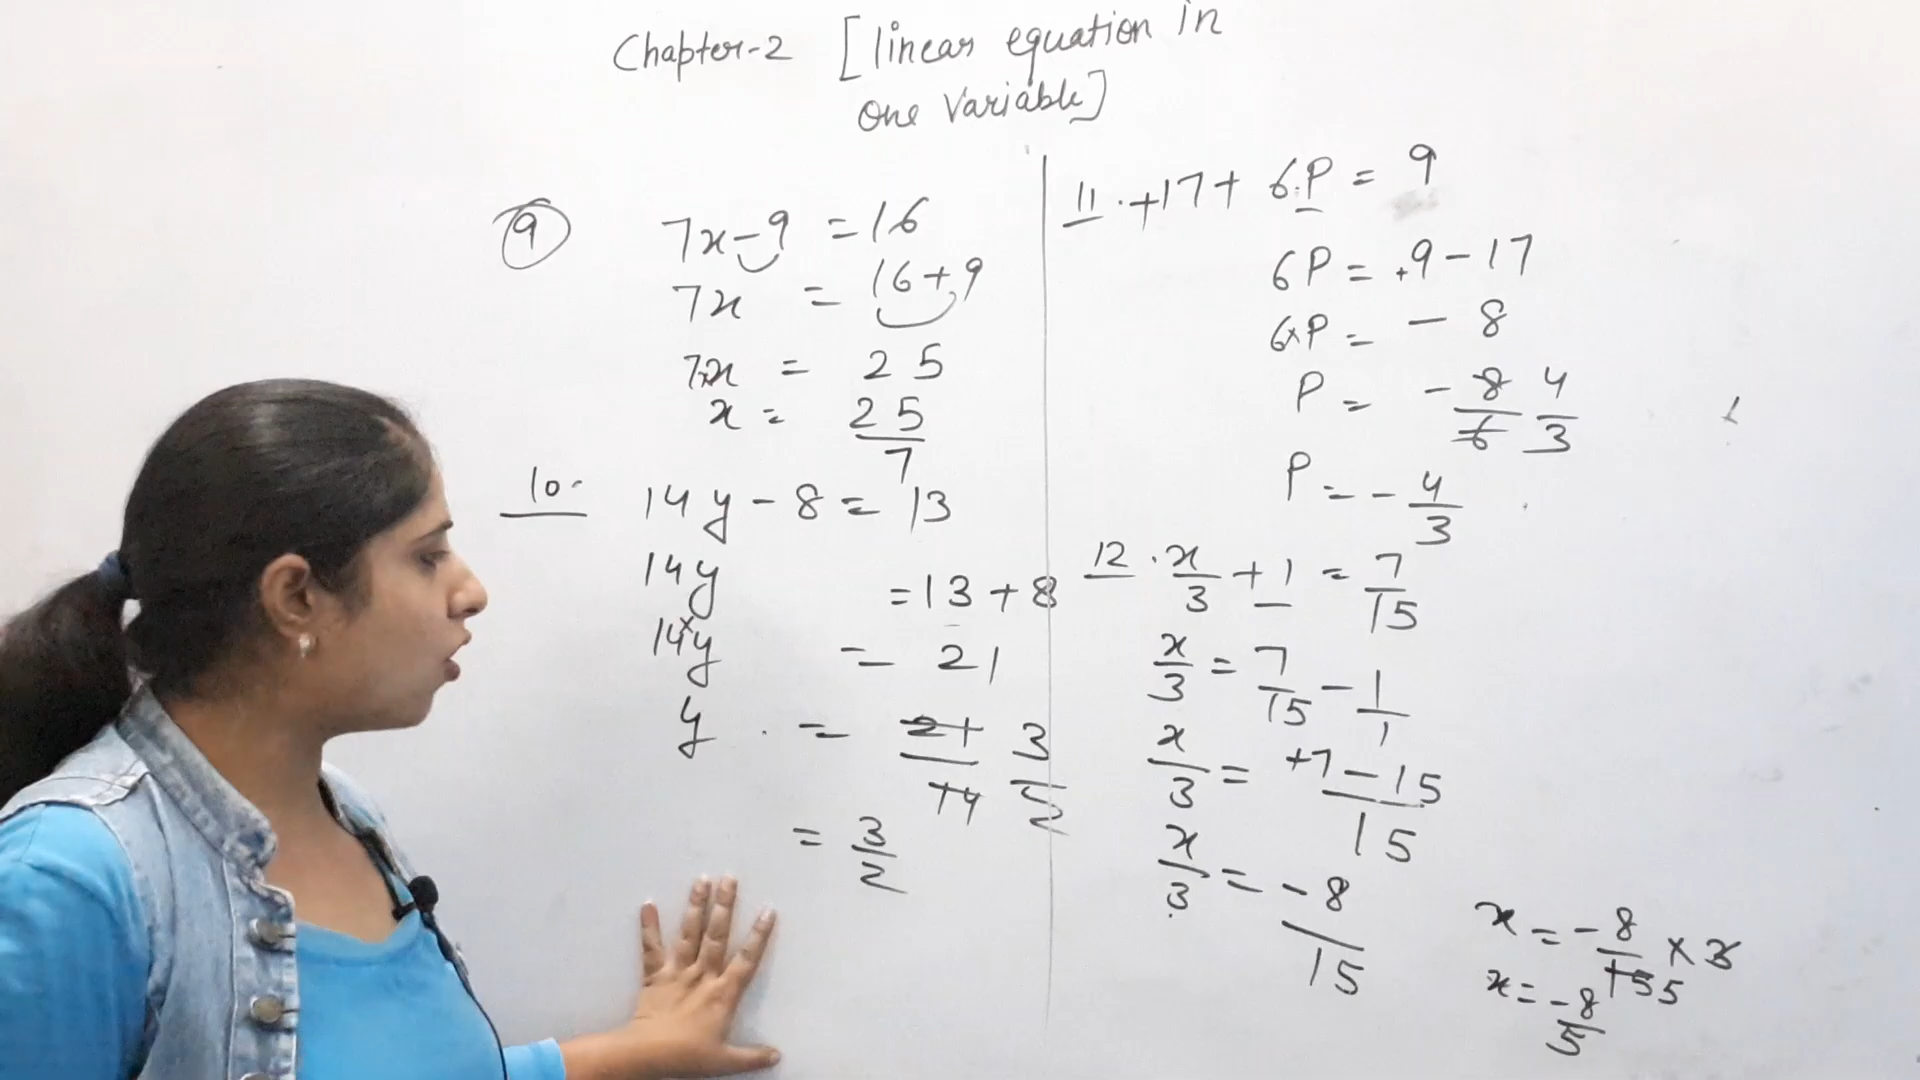 Chapter-2 [linear equation in
one Variable]
9 7x-9 =16
7x = 16+9
7x = 25
x = 25/7
10. 14y-8 = 13
14y =13+8
14×y = 21
y = 21/14 3/2
= 3/2
11. +17+ 6.P = 9
6P = +9-17
6×P = - 8
P = - 8/6 4/3
P = - 4/3
12. x/3 + 1 = 7/15
x/3 = 7/15 - 1/1
x/3 = +7-15/15
x/3 = -8/15
x = -8/15 5 × 3
x = -8/5